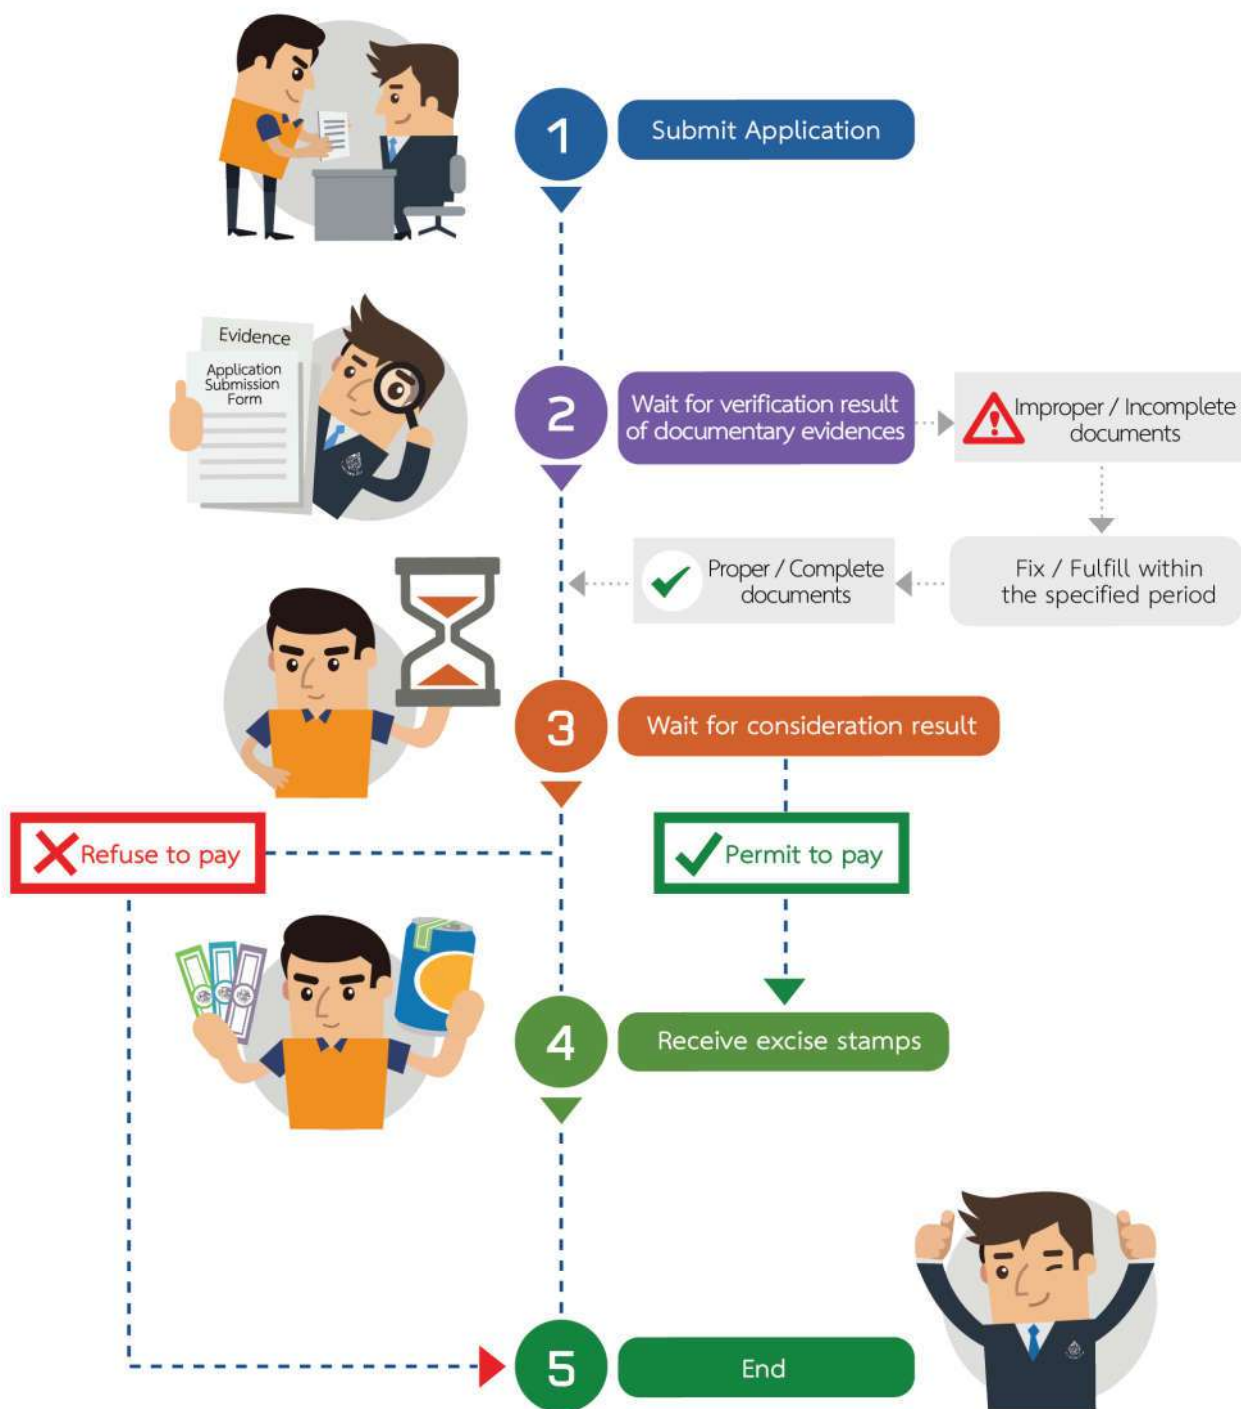 1
Submit Application
Evidence
Application
Submission
Form
2
Wait for verification result
of documentary evidences
Improper / Incomplete
documents
Proper / Complete
documents
Fix / Fulfill within
the specified period
3
Wait for consideration result
Refuse to pay
Permit to pay
4
Receive excise stamps
5
End